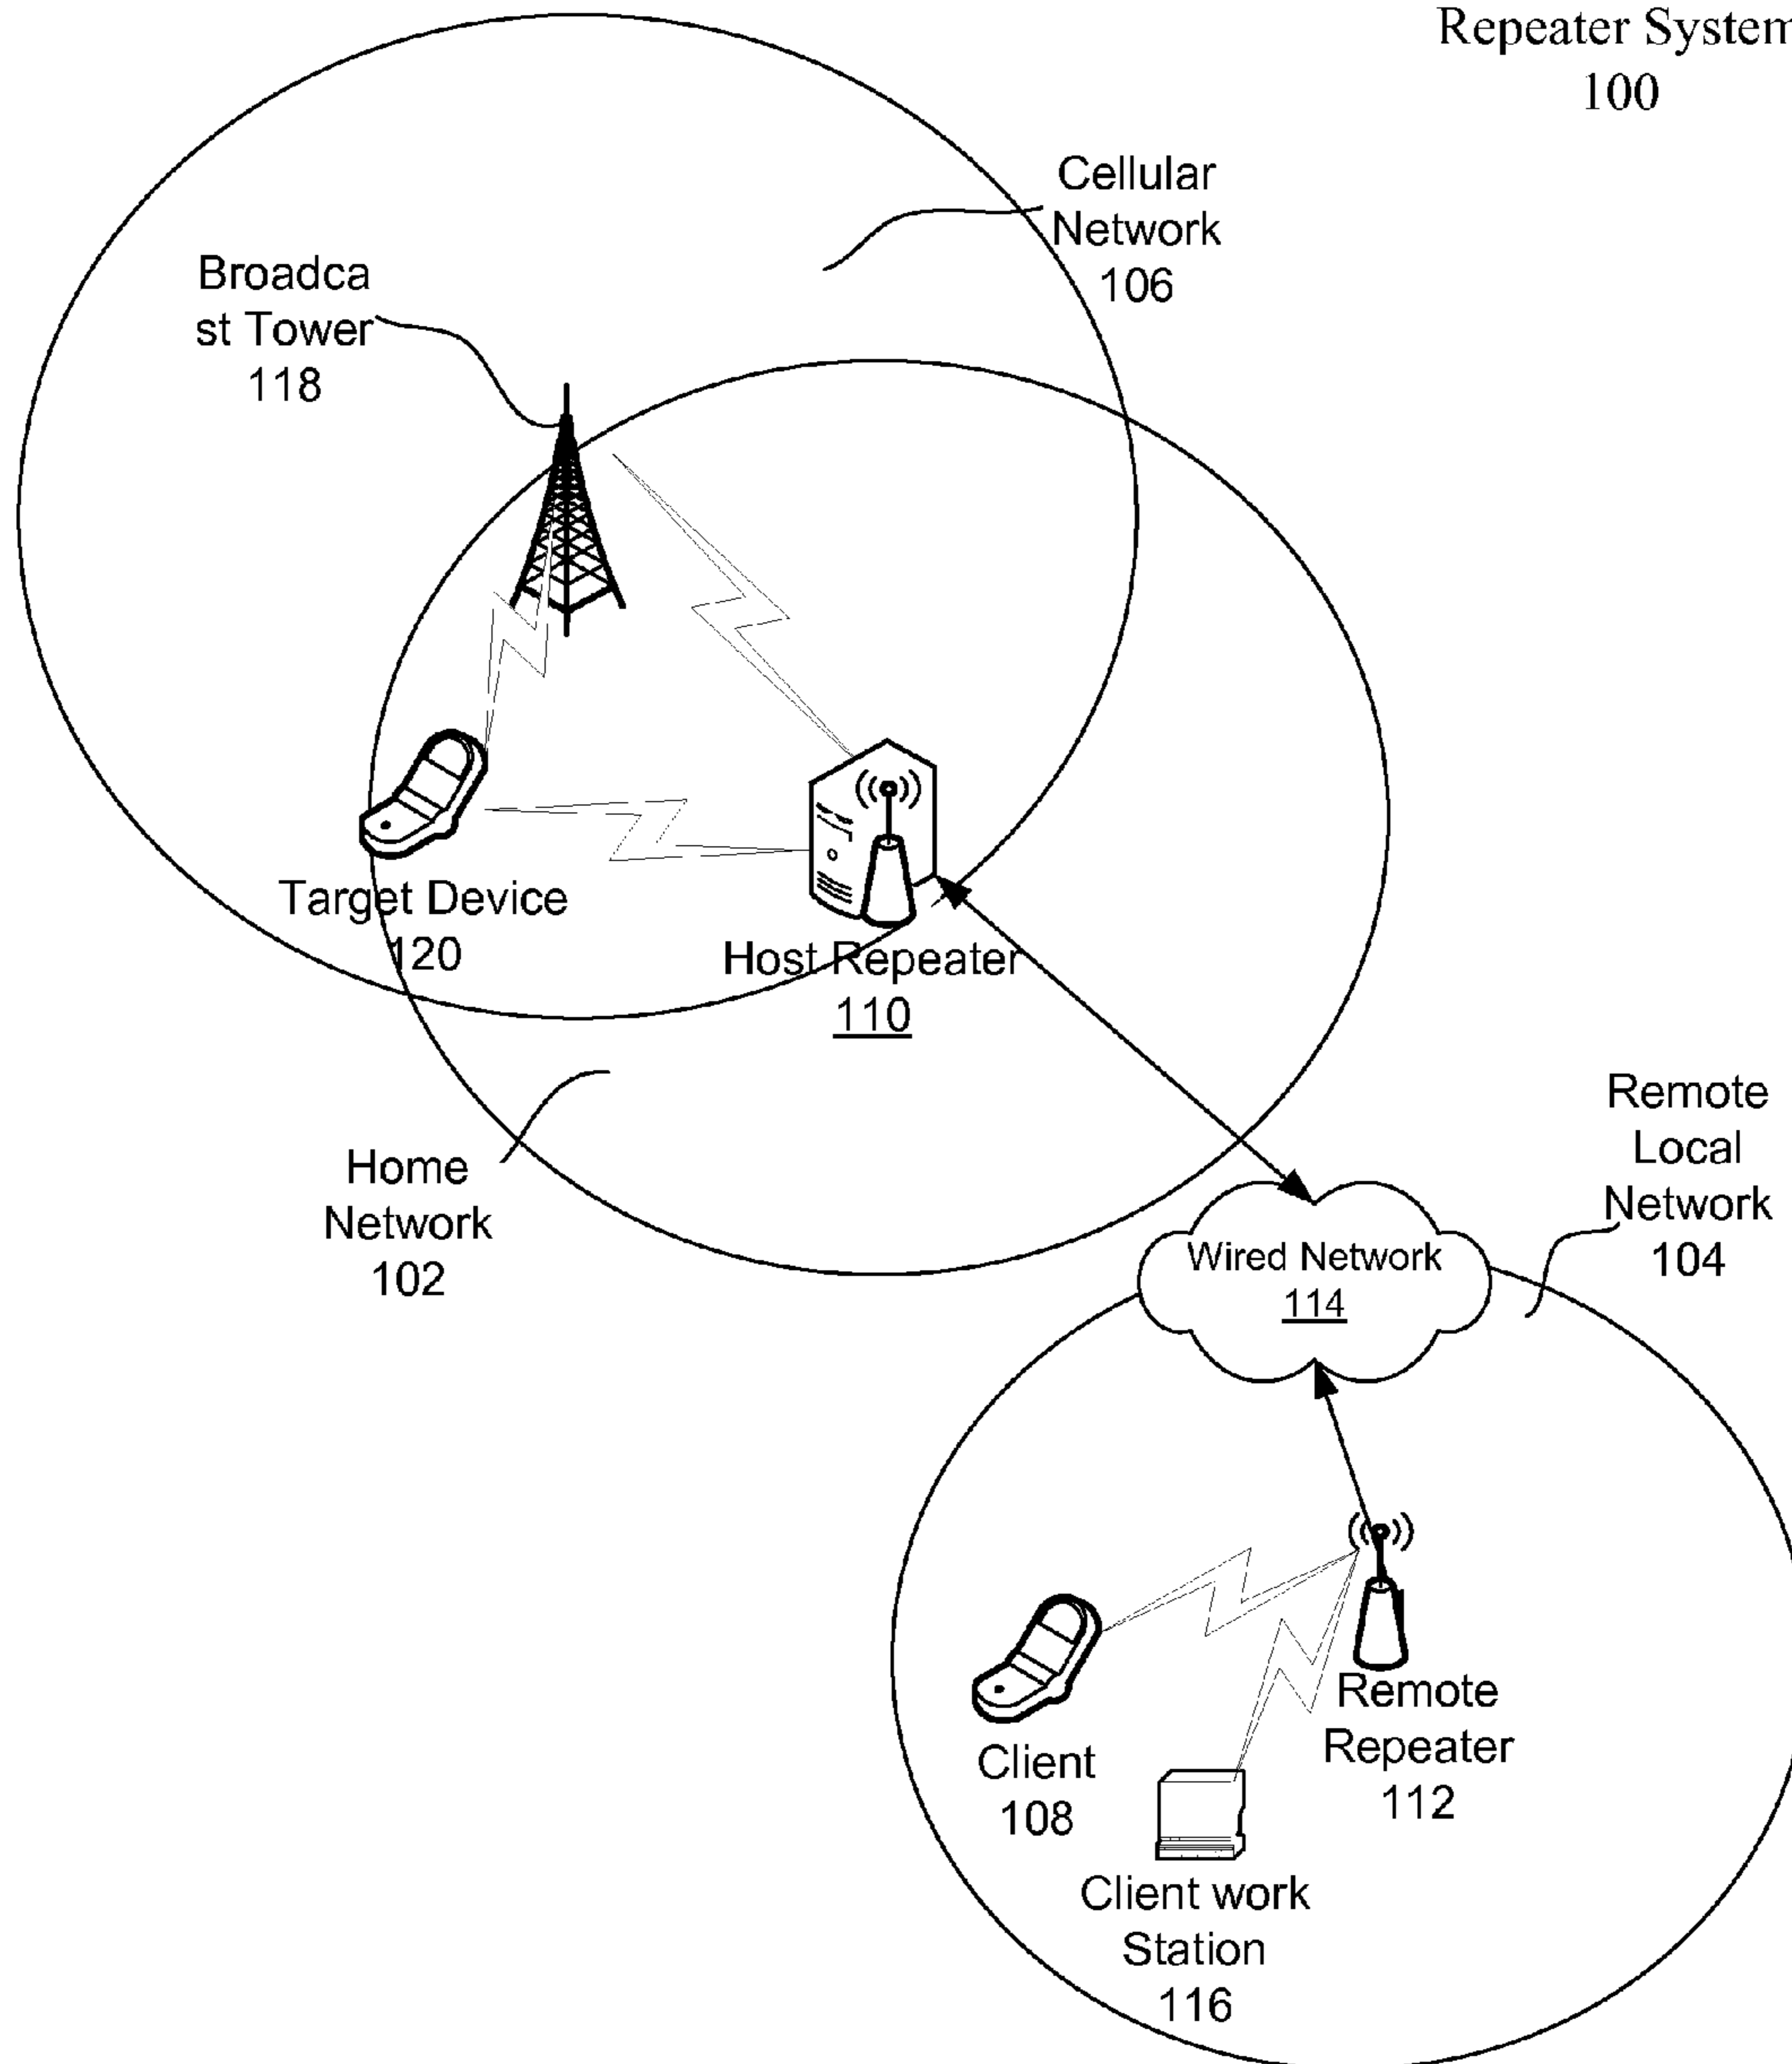 Repeater System
100
Cellular
Network
106
Broadca
st Tower
118
Target Device
120
Host Repeater
110
Home
Network
102
Remote
Local
Network
104
Wired Network
114
Client
108
Remote
Repeater
112
Client work
Station
116